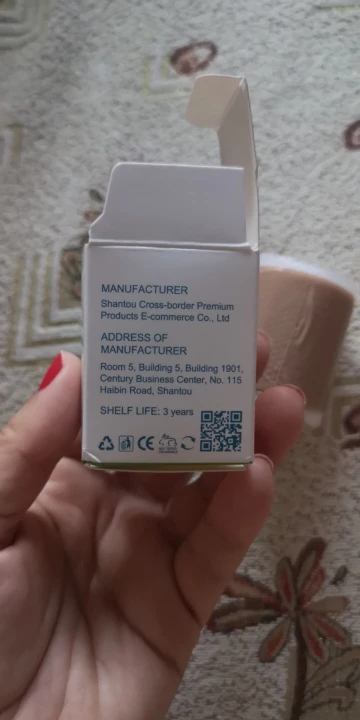 MANUFACTURER
Shantou Cross-border Premium
Products E-commerce Co., Ltd
ADDRESS OF
MANUFACTURER
Room 5, Building 5, Building 1901,
Century Business Center, No. 115
Haibin Road, Shantou
SHELF LIFE: 3 years
CE